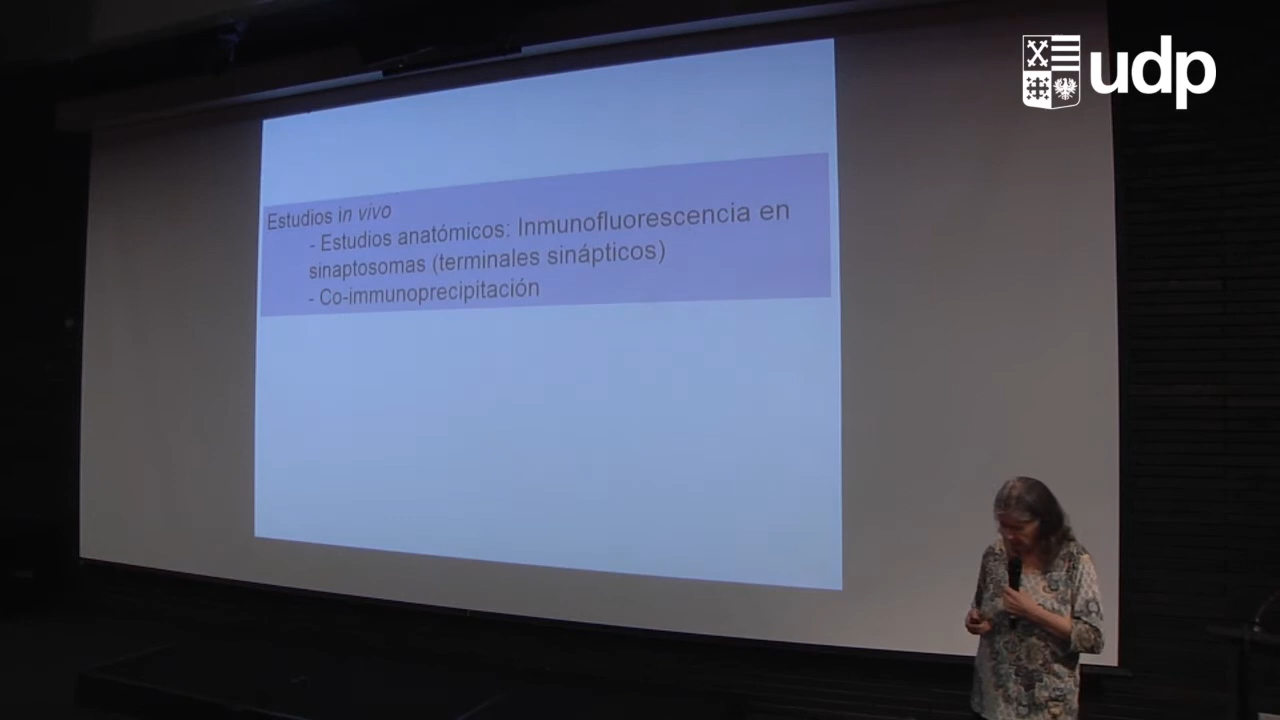 udp
Estudios in vivo
- Estudios anatómicos: Inmunofluorescencia en
sinaptosomas (terminales sinápticos)
- Co-immunoprecipitación